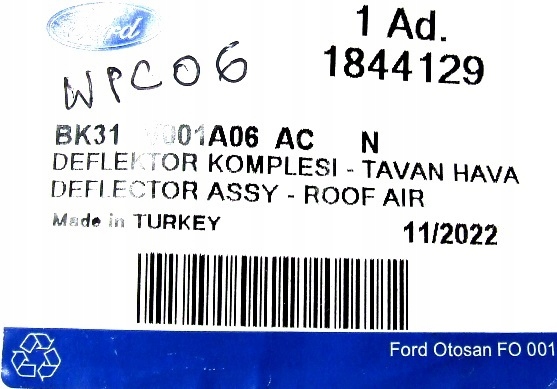 Ford
1 Ad.
1844129
WPC06
BK31 001A06 AC N
DEFLEKTOR KOMPLESI - TAVAN HAVA
DEFLECTOR ASSY - ROOF AIR
Made in TURKEY
11/2022
Ford Otosan FO 001